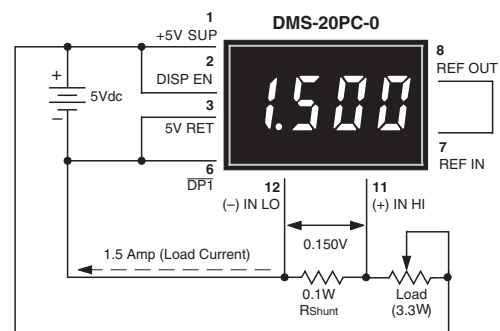 DMS-20PC-0
1
+5V SUP
2
DISP EN
3
5V RET
6
DP1
+
5Vdc
−
1.500
8
REF OUT
7
REF IN
12
(–) IN LO
11
(+) IN HI
0.150V
1.5 Amp (Load Current)
0.1W
RShunt
Load
(3.3W)